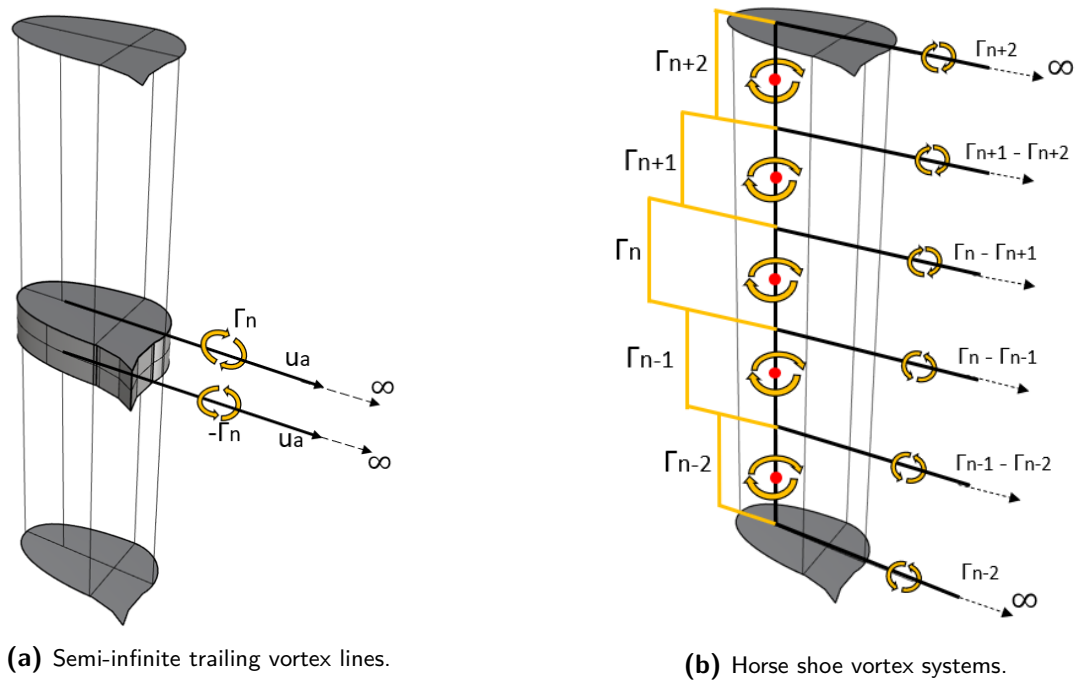 Γn
ua
∞
-Γn
ua
∞
(a) Semi-infinite trailing vortex lines.
Γn+2
Γn+1
Γn
Γn-1
Γn-2
Γn+2
∞
Γn+1 - Γn+2
Γn - Γn+1
Γn - Γn-1
Γn-1 - Γn-2
Γn-2
∞
(b) Horse shoe vortex systems.